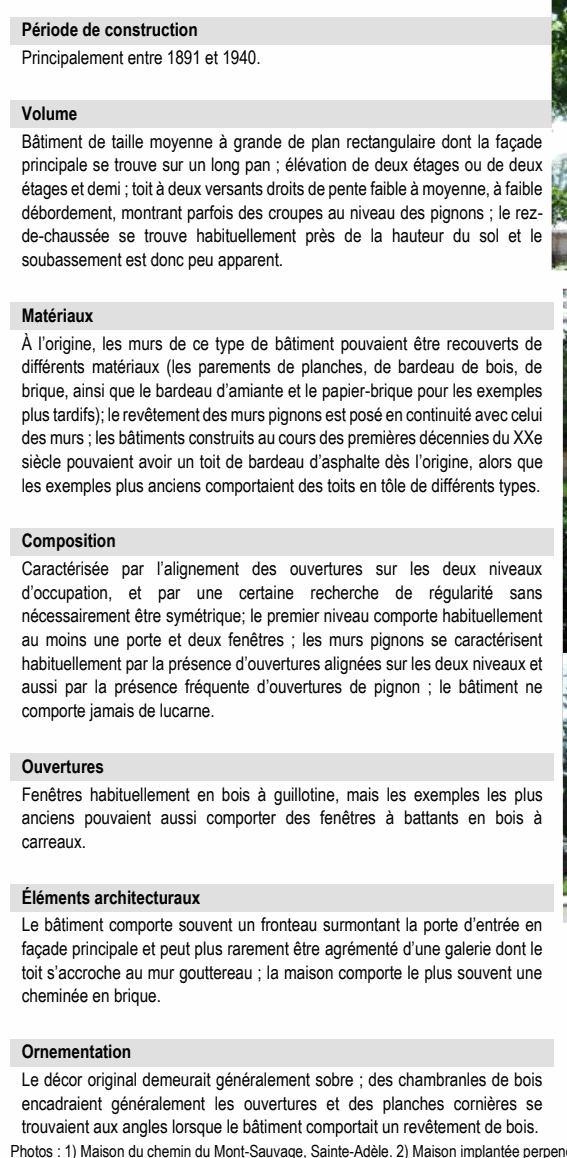 Période de construction
Principalement entre 1891 et 1940.
Volume
Bâtiment de taille moyenne à grande de plan rectangulaire dont la façade
principale se trouve sur un long pan ; élévation de deux étages ou de deux
étages et demi ; toit à deux versants droits de pente faible à moyenne, à faible
débordement, montrant parfois des croupes au niveau des pignons ; le rez-
de-chaussée se trouve habituellement près de la hauteur du sol et le
soubassement est donc peu apparent.
Matériaux
À l’origine, les murs de ce type de bâtiment pouvaient être recouverts de
différents matériaux (les parements de planches, de bardeau de bois, de
brique, ainsi que le bardeau d’amiante et le papier-brique pour les exemples
plus tardifs); le revêtement des murs pignons est posé en continuité avec celui
des murs ; les bâtiments construits au cours des premières décennies du XXe
siècle pouvaient avoir un toit de bardeau d’asphalte dès l’origine, alors que
les exemples plus anciens comportaient des toits en tôle de différents types.
Composition
Caractérisée par l’alignement des ouvertures sur les deux niveaux
d’occupation, et par une certaine recherche de régularité sans
nécessairement être symétrique; le premier niveau comporte habituellement
au moins une porte et deux fenêtres ; les murs pignons se caractérisent
habituellement par la présence d’ouvertures alignées sur les deux niveaux et
aussi par la présence fréquente d’ouvertures de pignon ; le bâtiment ne
comporte jamais de lucarne.
Ouvertures
Fenêtres habituellement en bois à guillotine, mais les exemples les plus
anciens pouvaient aussi comporter des fenêtres à battants en bois à
carreaux.
Éléments architecturaux
Le bâtiment comporte souvent un fronteau surmontant la porte d’entrée en
façade principale et peut plus rarement être agrémenté d’une galerie dont le
toit s’accroche au mur gouttereau ; la maison comporte le plus souvent une
cheminée en brique.
Ornementation
Le décor original demeurait généralement sobre ; des chambranles de bois
encadraient généralement les ouvertures et des planches cornières se
trouvaient aux angles lorsque le bâtiment comportait un revêtement de bois.
Photos : 1) Maison du chemin du Mont-Sauvage, Sainte-Adèle. 2) Maison implantée